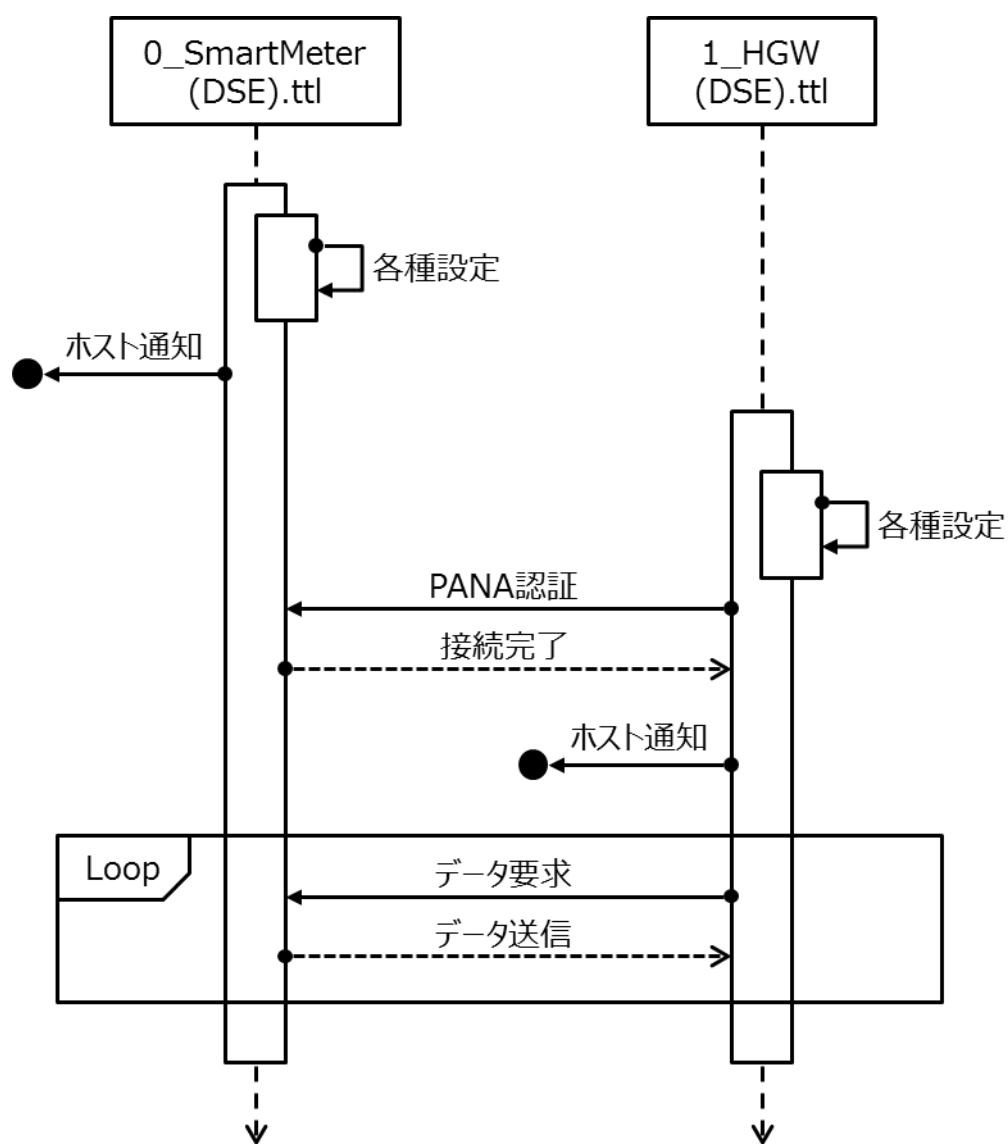 0_SmartMeter
(DSE).ttl
1_HGW
(DSE).ttl
各種設定
ホスト通知
各種設定
PANA認証
接続完了
ホスト通知
Loop
データ要求
データ送信